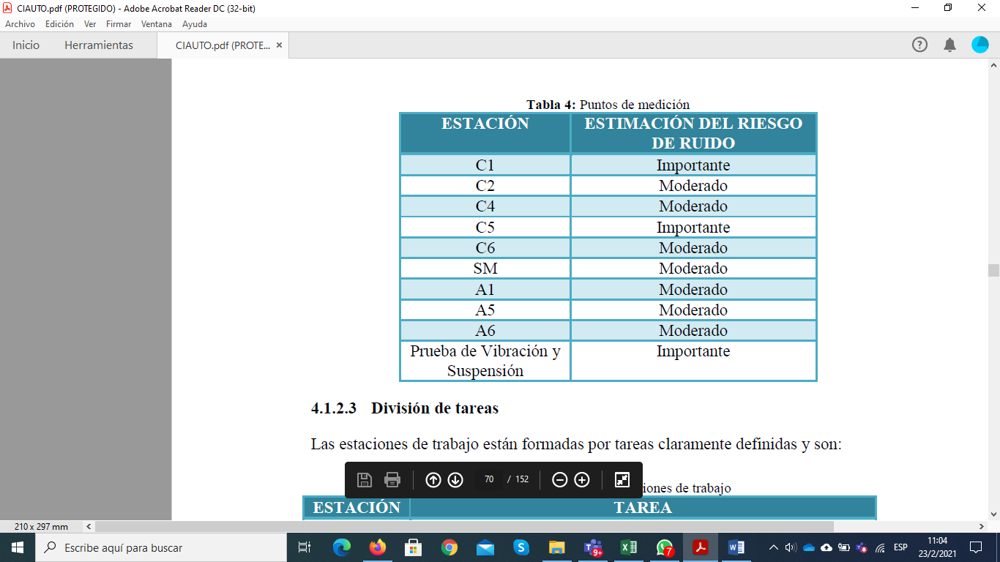 CIAUTO.pdf (PROTEGIDO) - Adobe Acrobat Reader DC (32-bit)
Archivo Edición Ver Firmar Ventana Ayuda
Inicio Herramientas CIAUTO.pdf (PROTE... ×
Tabla 4: Puntos de medición
ESTACIÓN ESTIMACIÓN DEL RIESGO
DE RUIDO
C1 Importante
C2 Moderado
C4 Moderado
C5 Importante
C6 Moderado
SM Moderado
A1 Moderado
A5 Moderado
A6 Moderado
Prueba de Vibración y Importante
Suspensión
4.1.2.3 División de tareas
Las estaciones de trabajo están formadas por tareas claramente definidas y son:
70 / 152
iones de trabajo
ESTACIÓN TAREA
210 x 297 mm
Escribe aquí para buscar
9+
7
ESP
11:04
23/2/2021